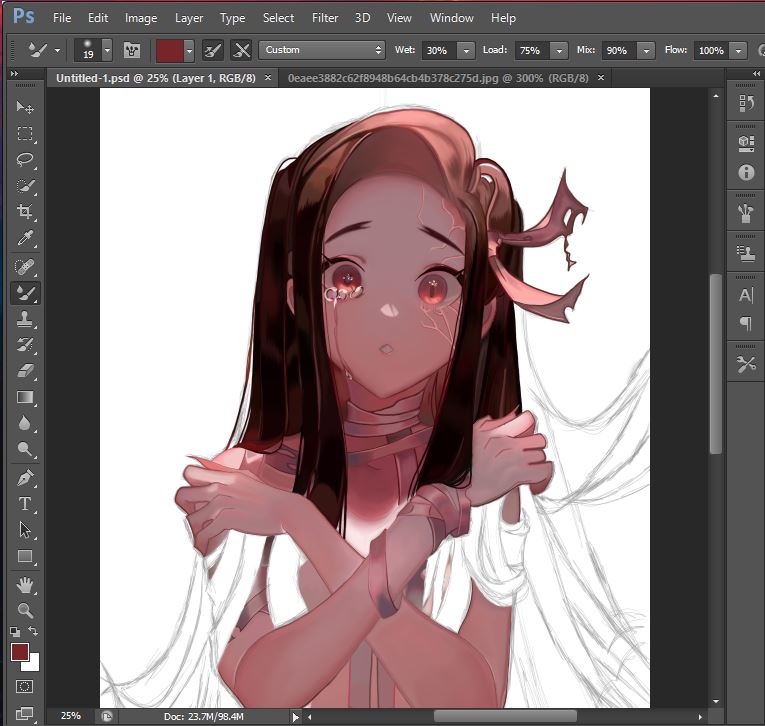 Ps File Edit Image Layer Type Select Filter 3D View Window Help
19 Custom Wet: 30% Load: 75% Mix: 90% Flow: 100%
Untitled-1.psd @ 25% (Layer 1, RGB/8) × 0eaee3882c62f8948b64cb4b378c275d.jpg @ 300% (RGB/8) ×
25% Doc: 23.7M/98.4M